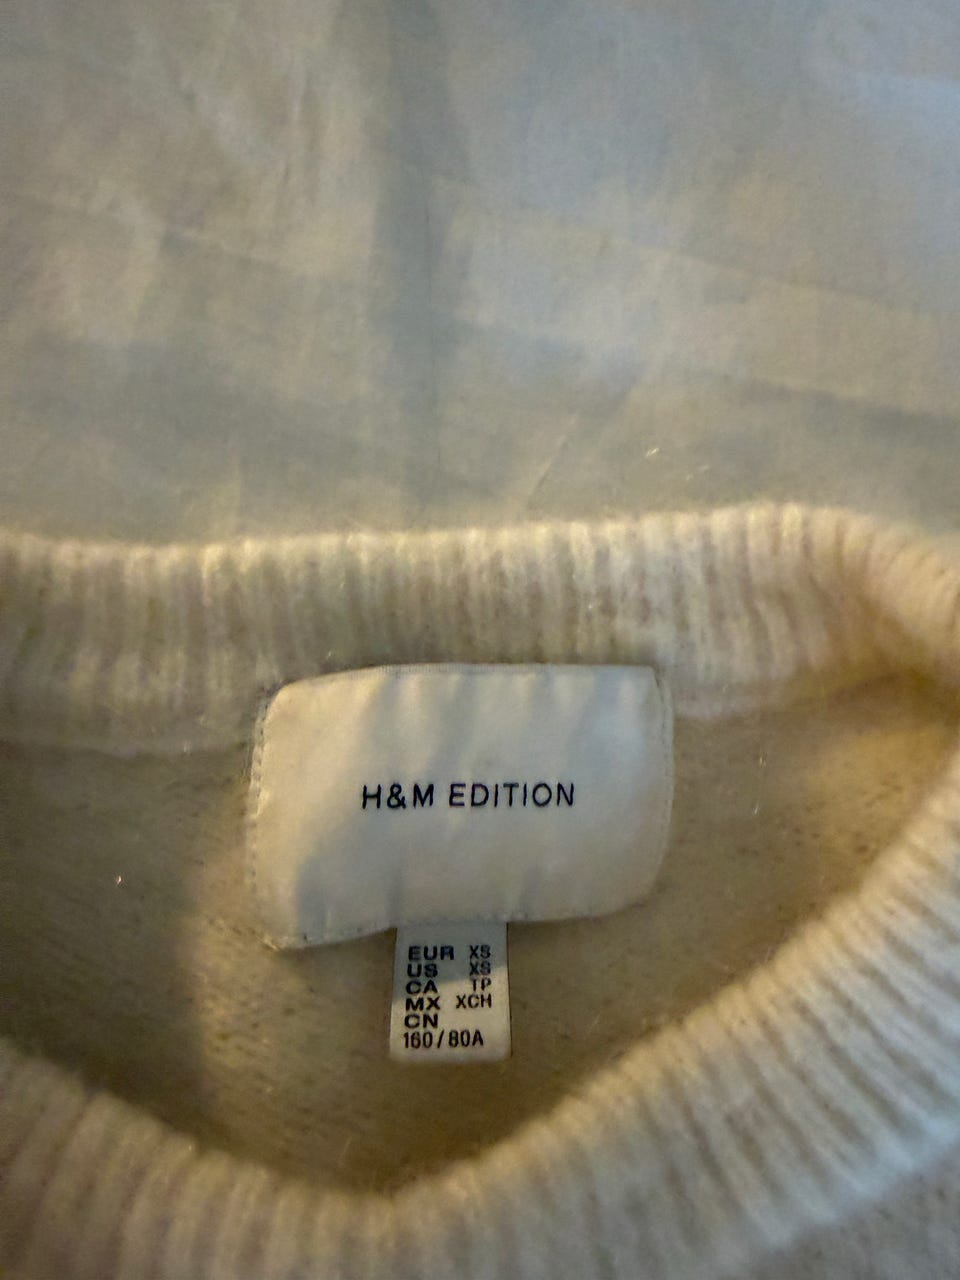 H&M EDITION
EUR XS
US XS
CA TP
MX XCH
CN
160/80A